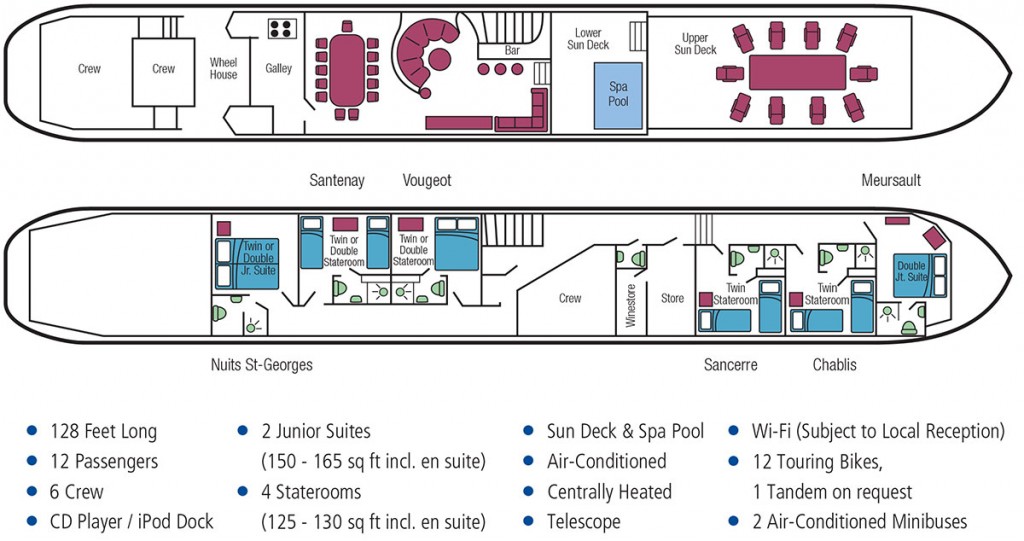 Crew
Crew
Wheel
House
Galley
Bar
Lower
Sun Deck
Spa
Pool
Upper
Sun Deck
Santenay
Vougeot
Meursault
Twin or
Double
Jr. Suite
Twin or
Double
Stateroom
Twin or
Double
Stateroom
Crew
Winestore
Store
Twin
Stateroom
Twin
Stateroom
Double
Jt. Suite
Nuits St-Georges
Sancerre
Chablis
• 128 Feet Long
• 12 Passengers
• 6 Crew
• CD Player / iPod Dock
• 2 Junior Suites
(150 - 165 sq ft incl. en suite)
• 4 Staterooms
(125 - 130 sq ft incl. en suite)
• Sun Deck & Spa Pool
• Air-Conditioned
• Centrally Heated
• Telescope
• Wi-Fi (Subject to Local Reception)
• 12 Touring Bikes,
1 Tandem on request
• 2 Air-Conditioned Minibuses